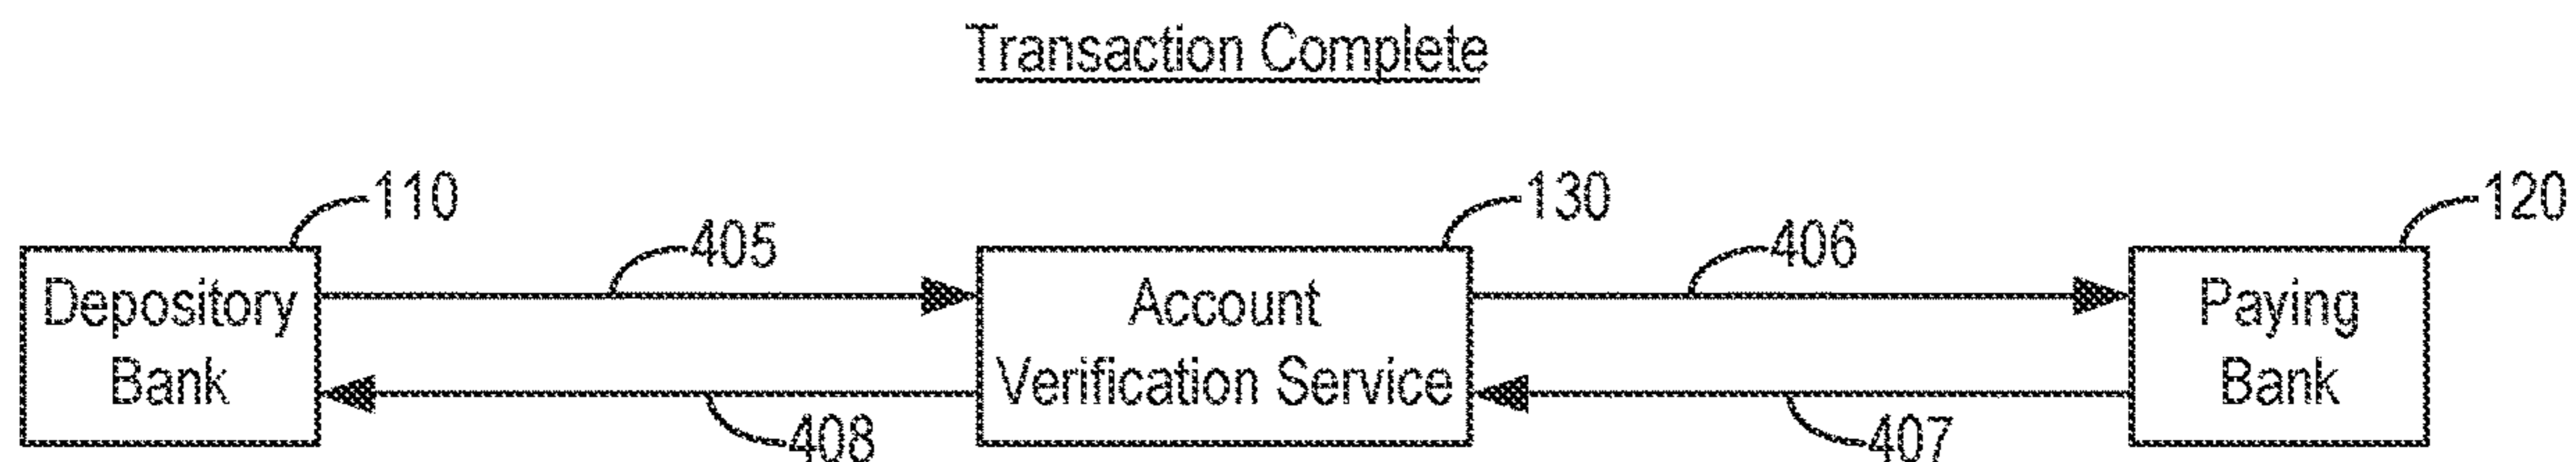 Transaction Complete
110
130
120
405
406
Depository
Bank
Account
Verification Service
Paying
Bank
408
407